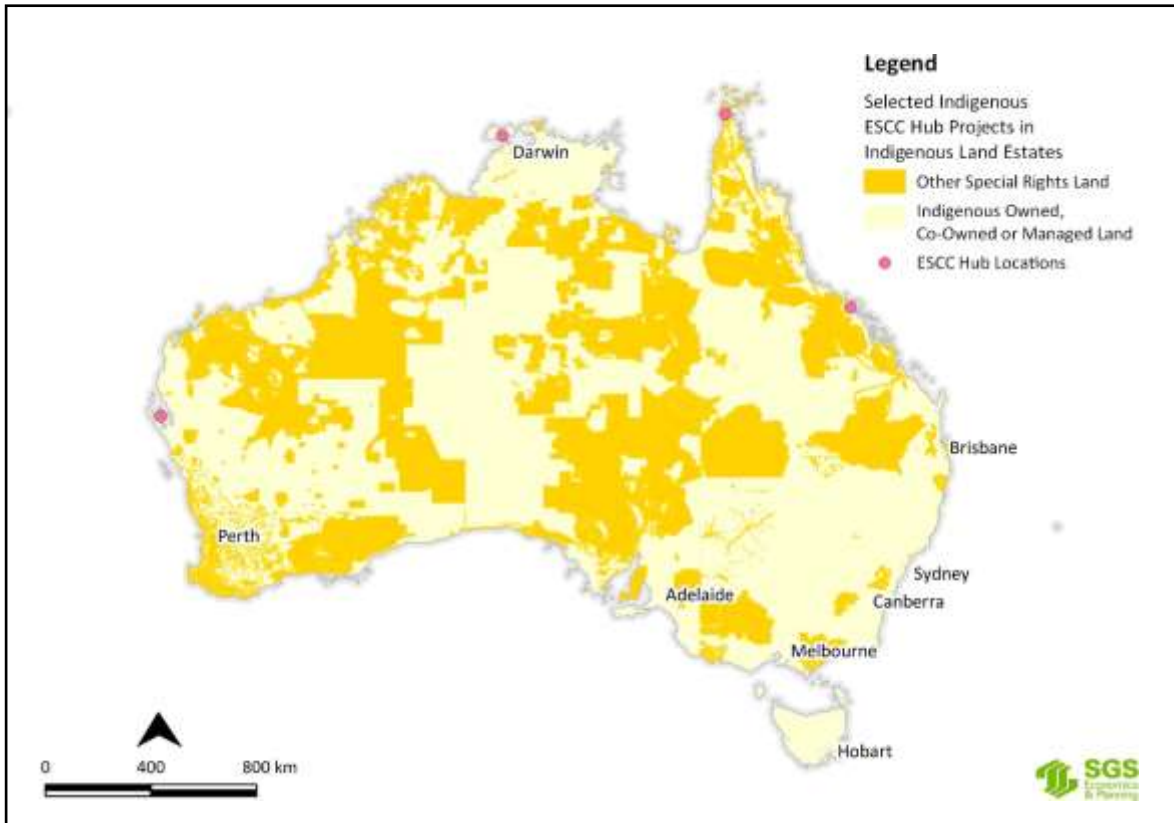 Legend
Selected Indigenous
ESCC Hub Projects in
Indigenous Land Estates
Other Special Rights Land
Indigenous Owned,
Co-Owned or Managed Land
ESCC Hub Locations
Darwin
Brisbane
Perth
Sydney
Adelaide
Canberra
Melbourne
Hobart
0 400 800 km
SGS
Economics
& Planning